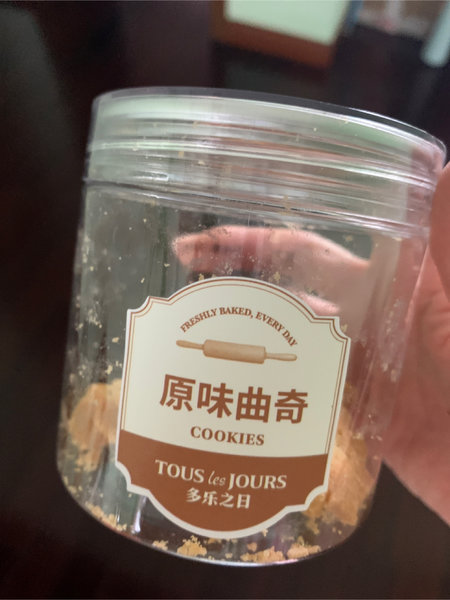 FRESHLY BAKED, EVERY DAY
原味曲奇
COOKIES
TOUS les JOURS
多乐之日